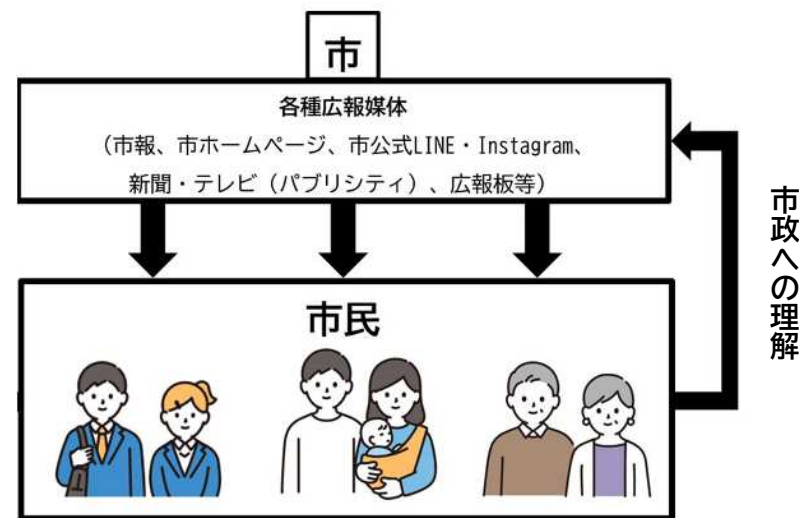 市
各種広報媒体
（市報、市ホームページ、市公式LINE・Instagram、
新聞・テレビ（パブリシティ）、広報板等）
市民
市政への理解